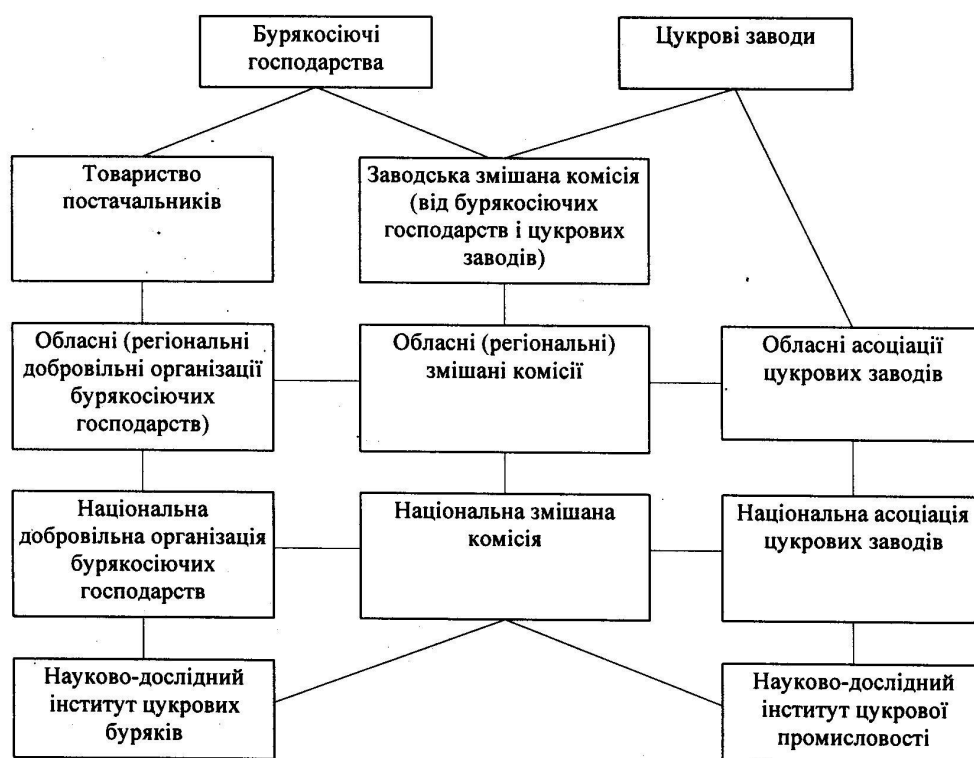 Бурякосіючі
господарства
Цукрові заводи
Товариство
постачальників
Заводська змішана комісія
(від бурякосіючих
господарств і цукрових
заводів)
Обласні (регіональні
добровільні організації
бурякосіючих
господарств)
Обласні (регіональні)
змішані комісії
Обласні асоціації
цукрових заводів
Національна
добровільна організація
бурякосіючих
господарств
Національна змішана
комісія
Національна асоціація
цукрових заводів
Науково-дослідний
інститут цукрових
буряків
Науково-дослідний
інститут цукрової
промисловості